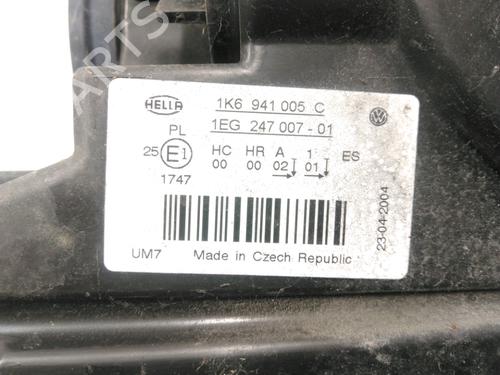 HELLA
1K6 941 005 C
1EG 247 007-01
PL
25 E1 HC HR A 1 ES
00 00 02 01
1747
UM7 Made in Czech Republic
23-04-2004
B-PARTS